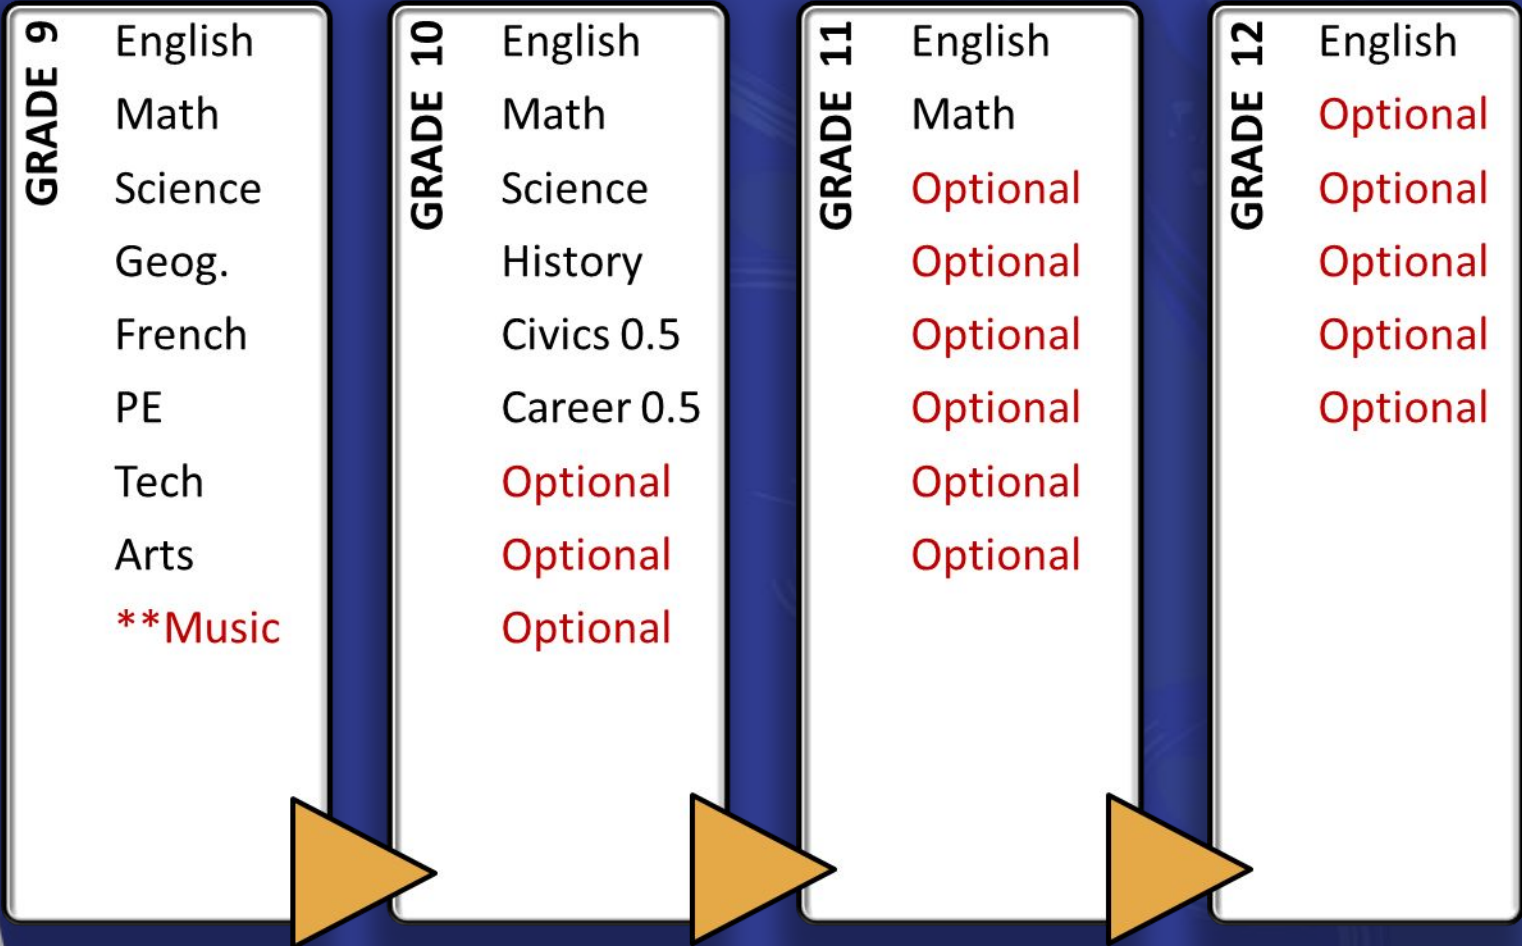 GRADE 9
English
Math
Science
Geog.
French
PE
Tech
Arts
**Music
GRADE 10
English
Math
Science
History
Civics 0.5
Career 0.5
Optional
Optional
Optional
GRADE 11
English
Math
Optional
Optional
Optional
Optional
Optional
Optional
GRADE 12
English
Optional
Optional
Optional
Optional
Optional